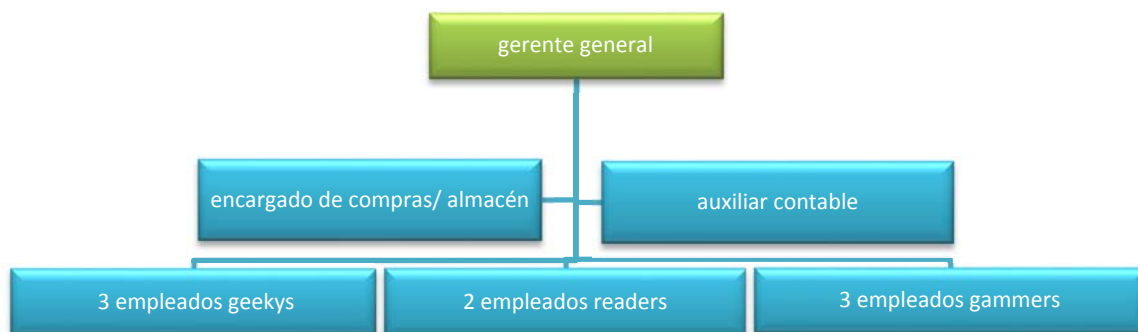 gerente general
encargado de compras/ almacén
auxiliar contable
3 empleados geekys
2 empleados readers
3 empleados gammers